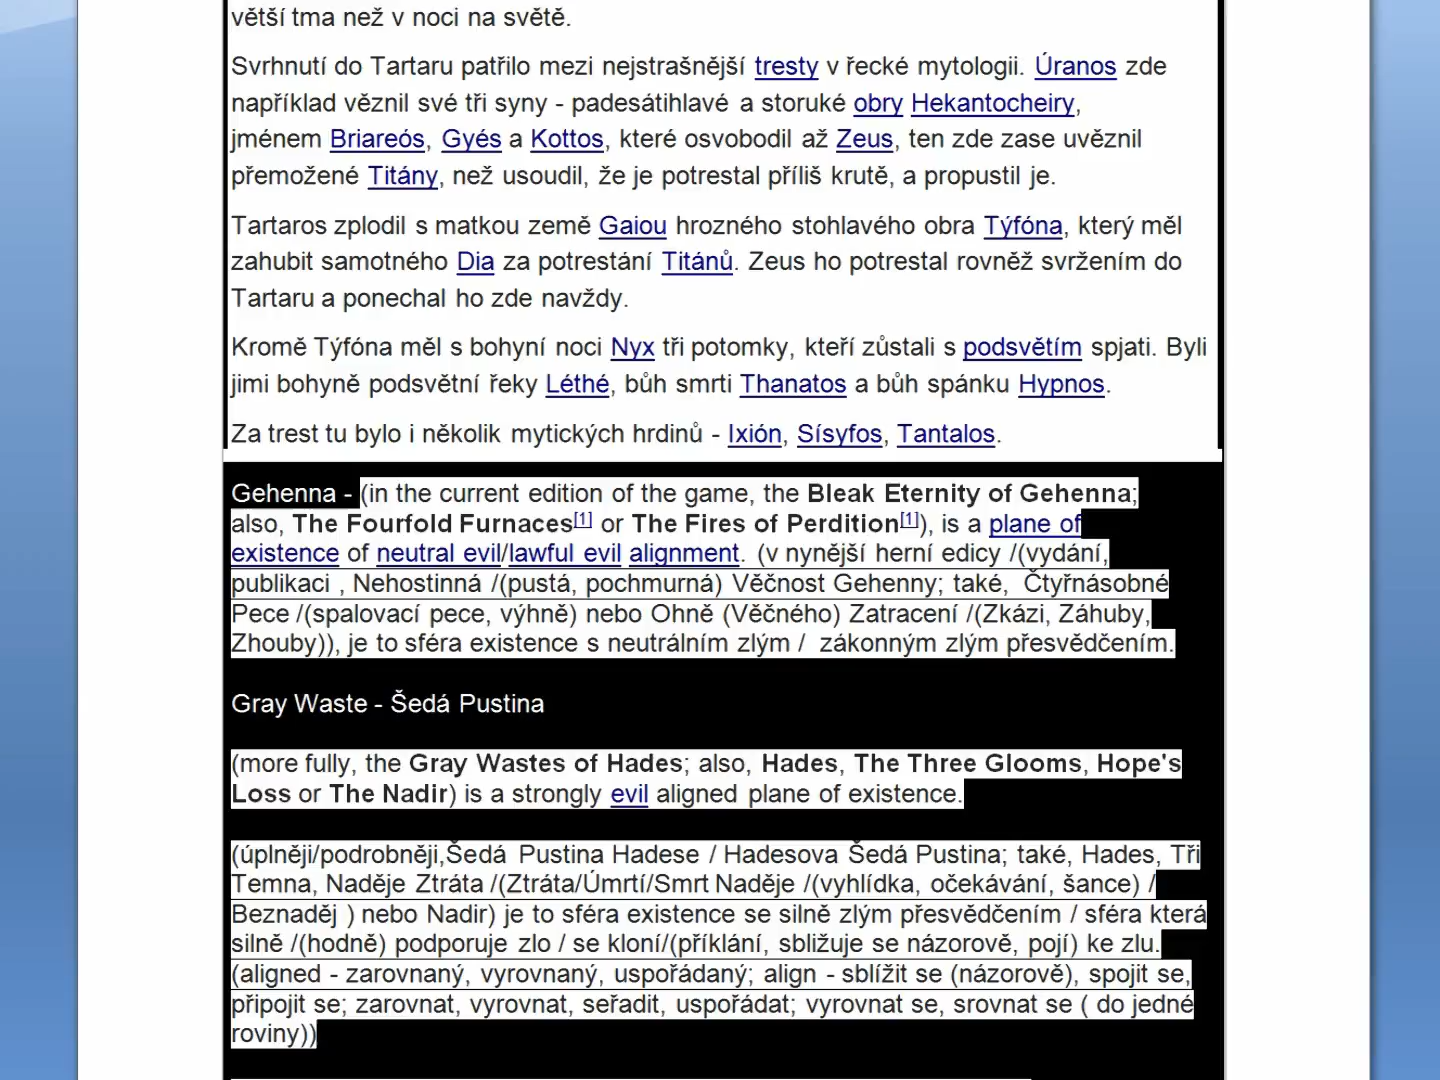 větší tma než v noci na světě.
Svrhnutí do Tartaru patřilo mezi nejstrašnější tresty v řecké mytologii. Úranos zde
například věznil své tři syny - padesátihlavé a storuké obry Hekantocheiry,
jménem Briareós, Gyés a Kottos, které osvobodil až Zeus, ten zde zase uvěznil
přemožené Titány, než usoudil, že je potrestal příliš krutě, a propustil je.
Tartaros zplodil s matkou země Gaiou hrozného stohlavého obra Týfóna, který měl
zahubit samotného Dia za potrestání Titánů. Zeus ho potrestal rovněž svržením do
Tartaru a ponechal ho zde navždy.
Kromě Týfóna měl s bohyní noci Nyx tři potomky, kteří zůstali s podsvětím spjati. Byli
jimi bohyně podsvětní řeky Léthé, bůh smrti Thanatos a bůh spánku Hypnos.
Za trest tu bylo i několik mytických hrdinů - Ixión, Sísyfos, Tantalos.
Gehenna - (in the current edition of the game, the Bleak Eternity of Gehenna;
also, The Fourfold Furnaces[1] or The Fires of Perdition[1]), is a plane of
existence of neutral evil/lawful evil alignment. (v nynější herní edicy /(vydání,
publikaci , Nehostinná /(pustá, pochmurná) Věčnost Gehenny; také, Čtyřnásobné
Pece /(spalovací pece, výhně) nebo Ohně (Věčného) Zatracení /(Zkázi, Záhuby,
Zhouby)), je to sféra existence s neutrálním zlým / zákonným zlým přesvědčením.
Gray Waste - Šedá Pustina
(more fully, the Gray Wastes of Hades; also, Hades, The Three Glooms, Hope's
Loss or The Nadir) is a strongly evil aligned plane of existence.
(úplněji/podrobněji,Šedá Pustina Hadese / Hadesova Šedá Pustina; také, Hades, Tři
Temna, Naděje Ztráta /(Ztráta/Úmrtí/Smrt Naděje /(vyhlídka, očekávání, šance) /
Beznaděj ) nebo Nadir) je to sféra existence se silně zlým přesvědčením / sféra která
silně /(hodně) podporuje zlo / se kloní/(příklání, sbližuje se názorově, pojí) ke zlu.
(aligned - zarovnaný, vyrovnaný, uspořádaný; align - sblížit se (názorově), spojit se,
připojit se; zarovnat, vyrovnat, seřadit, uspořádat; vyrovnat se, srovnat se ( do jedné
roviny))